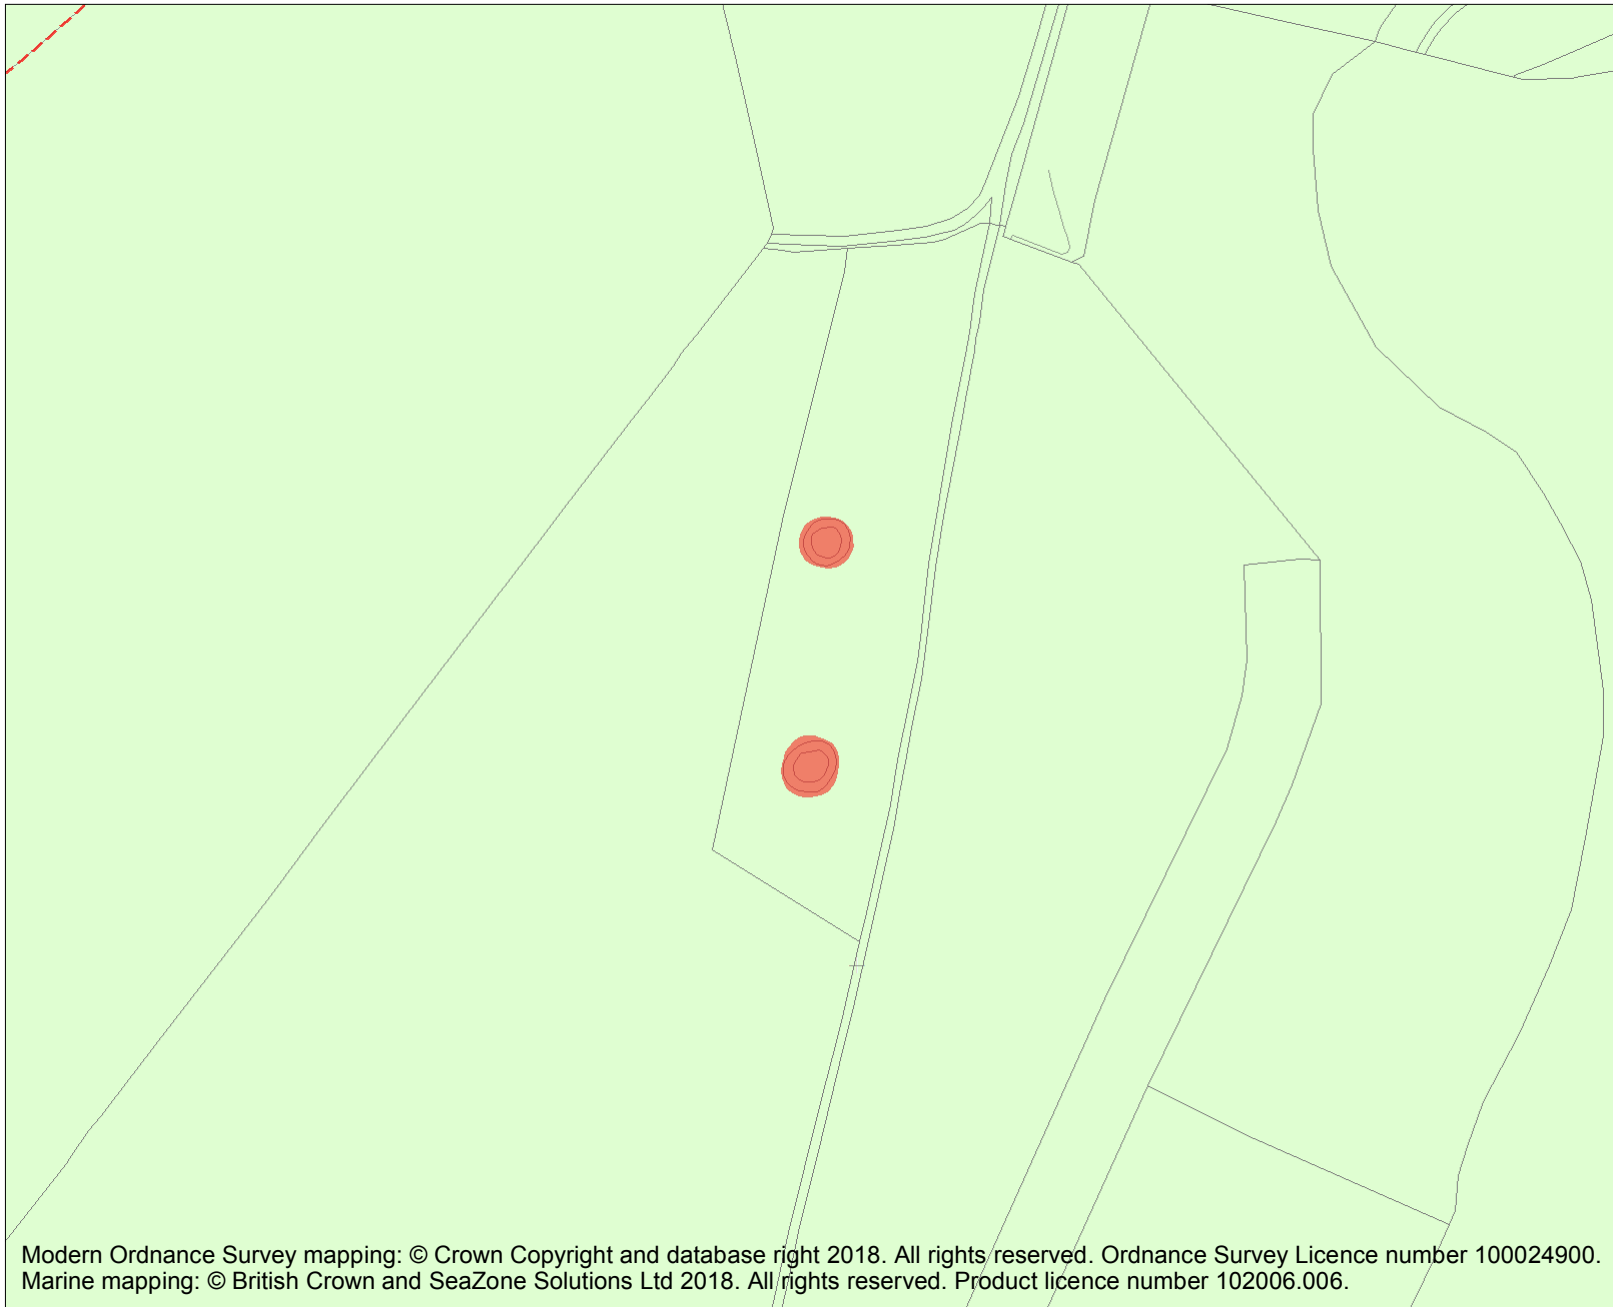 Modern Ordnance Survey mapping: © Crown Copyright and database right 2018. All rights reserved. Ordnance Survey Licence number 100024900.
Marine mapping: © British Crown and SeaZone Solutions Ltd 2018. All rights reserved. Product licence number 102006.006.